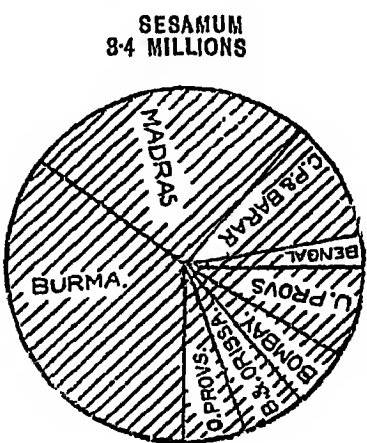 SESAMUM
8·4 MILLIONS
MADRAS
C.P.& BARAR
BENGAL
U.PROVS
BOMBAY.
B.& ORISSA.
O.PROVS.
BURMA.